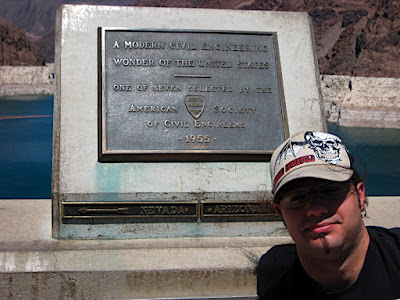 A MODERN CIVIL ENGINEERING
WONDER OF THE UNITED STATES
ONE OF SEVEN SELECTED BY THE
AMERICAN SOCIETY
OF CIVIL ENGINEERS
· 1955 ·
NEVADA ARIZONA